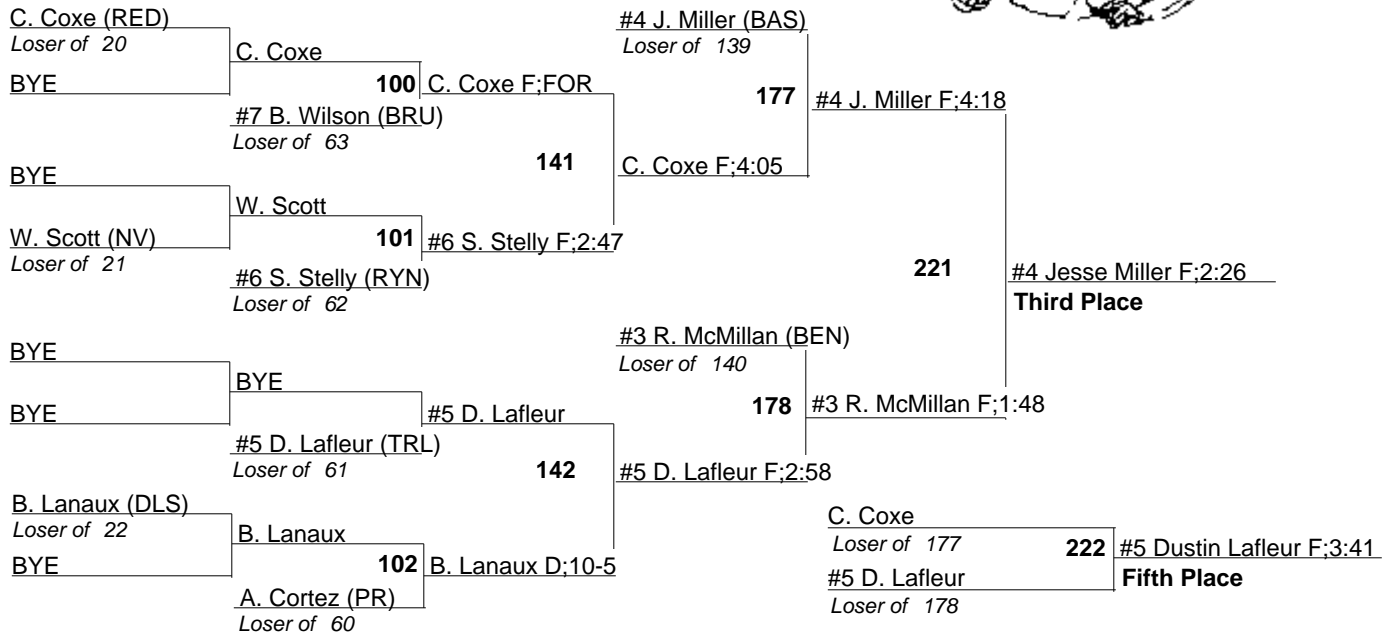 C. Coxe (RED)
Loser of 20
BYE
C. Coxe
100
#7 B. Wilson (BRU)
Loser of 63
C. Coxe F;FOR
BYE
W. Scott (NV)
Loser of 21
W. Scott
101
#6 S. Stelly (RYN)
Loser of 62
#6 S. Stelly F;2:47
141
C. Coxe F;4:05
#4 J. Miller (BAS)
Loser of 139
177
#4 J. Miller F;4:18
BYE
BYE
BYE
#5 D. Lafleur (TRL)
Loser of 61
#5 D. Lafleur
B. Lanaux (DLS)
Loser of 22
BYE
B. Lanaux
102
A. Cortez (PR)
Loser of 60
B. Lanaux D;10-5
142
#5 D. Lafleur F;2:58
#3 R. McMillan (BEN)
Loser of 140
178
#3 R. McMillan F;1:48
221
#4 Jesse Miller F;2:26
Third Place
C. Coxe
Loser of 177
#5 D. Lafleur
Loser of 178
222
#5 Dustin Lafleur F;3:41
Fifth Place